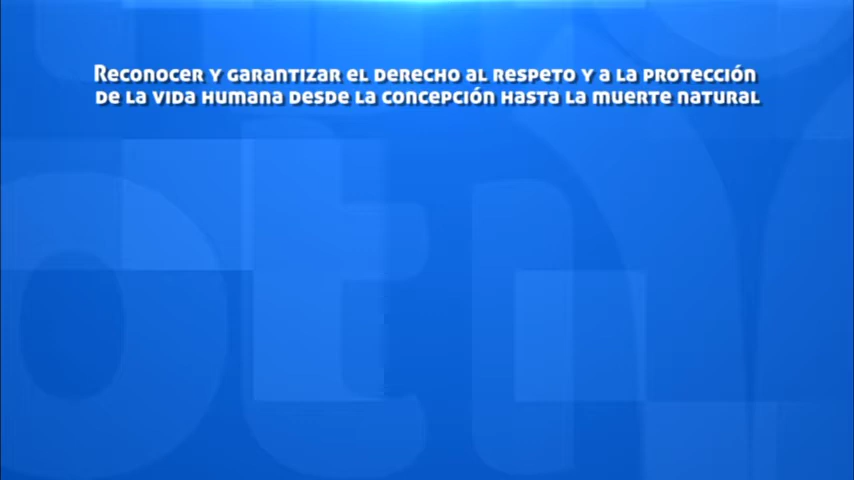 Reconocer y garantizar el derecho al respeto y a la protección
de la vida humana desde la concepción hasta la muerte natural